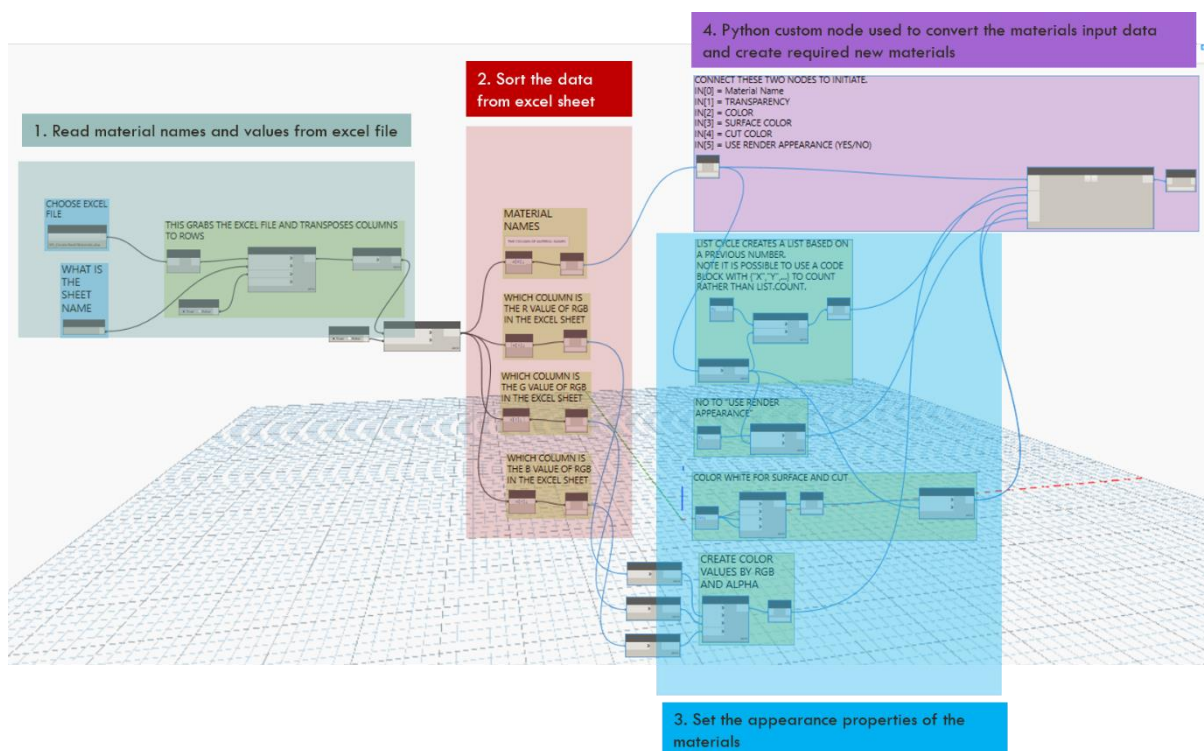 4. Python custom node used to convert the materials input data
and create required new materials
2. Sort the data
from excel sheet
1. Read material names and values from excel file
CONNECT THESE TWO NODES TO INITIATE.
IN[0] = Material Name
IN[1] = TRANSPARENCY
IN[2] = COLOR
IN[3] = SURFACE COLOR
IN[4] = CUT COLOR
IN[5] = USE RENDER APPEARANCE (YES/NO)
CHOOSE EXCEL
FILE
THIS GRABS THE EXCEL FILE AND TRANSPOSES COLUMNS
TO ROWS
WHAT IS
THE
SHEET
NAME
MATERIAL
NAMES
WHICH COLUMN IS
THE R VALUE OF RGB
IN THE EXCEL SHEET
WHICH COLUMN IS
THE G VALUE OF RGB
IN THE EXCEL SHEET
WHICH COLUMN IS
THE B VALUE OF RGB
IN THE EXCEL SHEET
LIST CYCLE CREATES A LIST BASED ON
A PREVIOUS NUMBER.
NOTE IT IS POSSIBLE TO USE A CODE
BLOCK WITH {"X","Y",...} TO COUNT
RATHER THAN LIST.COUNT.
NO TO "USE RENDER
APPEARANCE"
COLOR WHITE FOR SURFACE AND CUT
CREATE COLOR
VALUES BY RGB
AND ALPHA
3. Set the appearance properties of the
materials